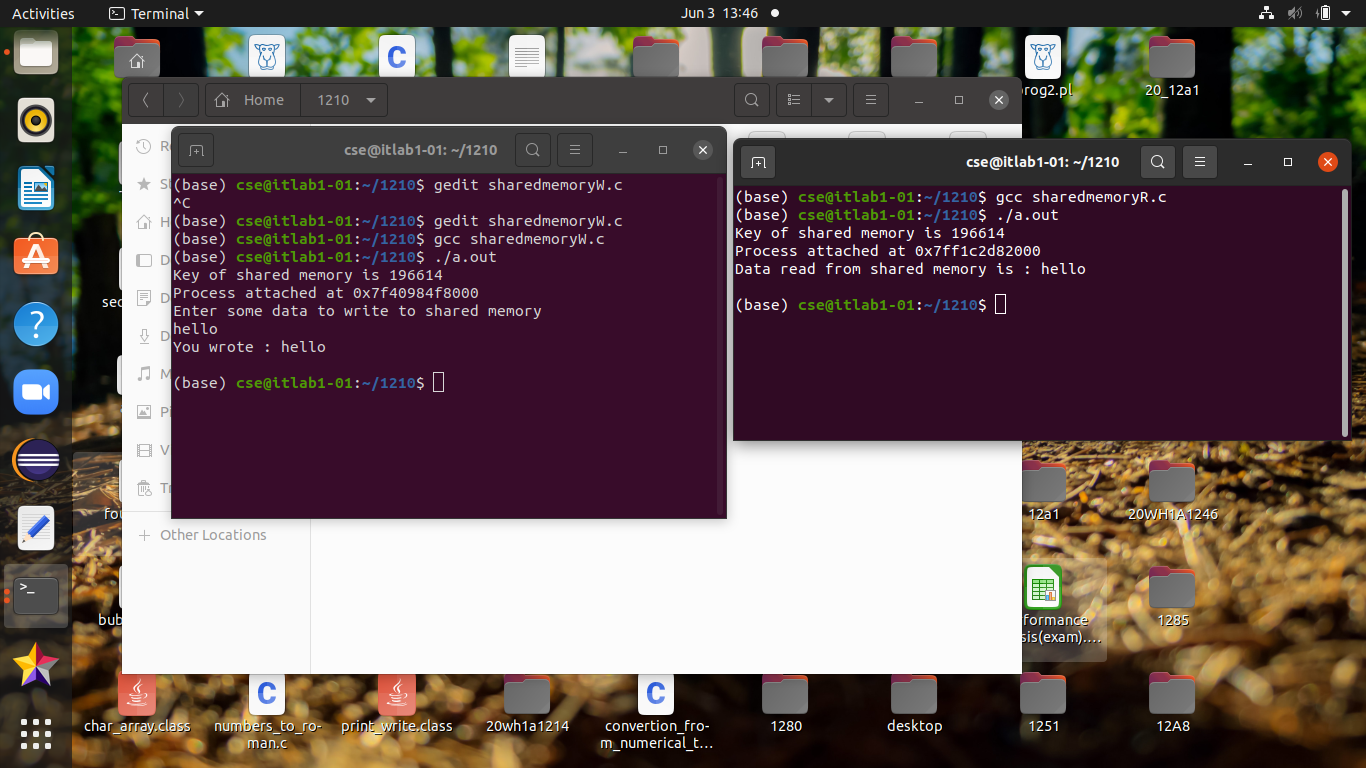 Activities
Terminal
Jun 3 13:46
prog2.pl
20_12a1
Home
1210
cse@itlab1-01: ~/1210
(base) cse@itlab1-01:~/1210$ gedit sharedmemoryW.c
^C
(base) cse@itlab1-01:~/1210$ gedit sharedmemoryW.c
(base) cse@itlab1-01:~/1210$ gcc sharedmemoryW.c
(base) cse@itlab1-01:~/1210$ ./a.out
Key of shared memory is 196614
Process attached at 0x7f40984f8000
Enter some data to write to shared memory
hello
You wrote : hello
(base) cse@itlab1-01:~/1210$
cse@itlab1-01: ~/1210
(base) cse@itlab1-01:~/1210$ gcc sharedmemoryR.c
(base) cse@itlab1-01:~/1210$ ./a.out
Key of shared memory is 196614
Process attached at 0x7ff1c2d82000
Data read from shared memory is : hello
(base) cse@itlab1-01:~/1210$
Other Locations
12a1
20WH1A1246
formance
sis(exam)....
1285
char_array.class
numbers_to_ro-
man.c
print_write.class
20wh1a1214
convertion_fro-
m_numerical_t...
1280
desktop
1251
12A8